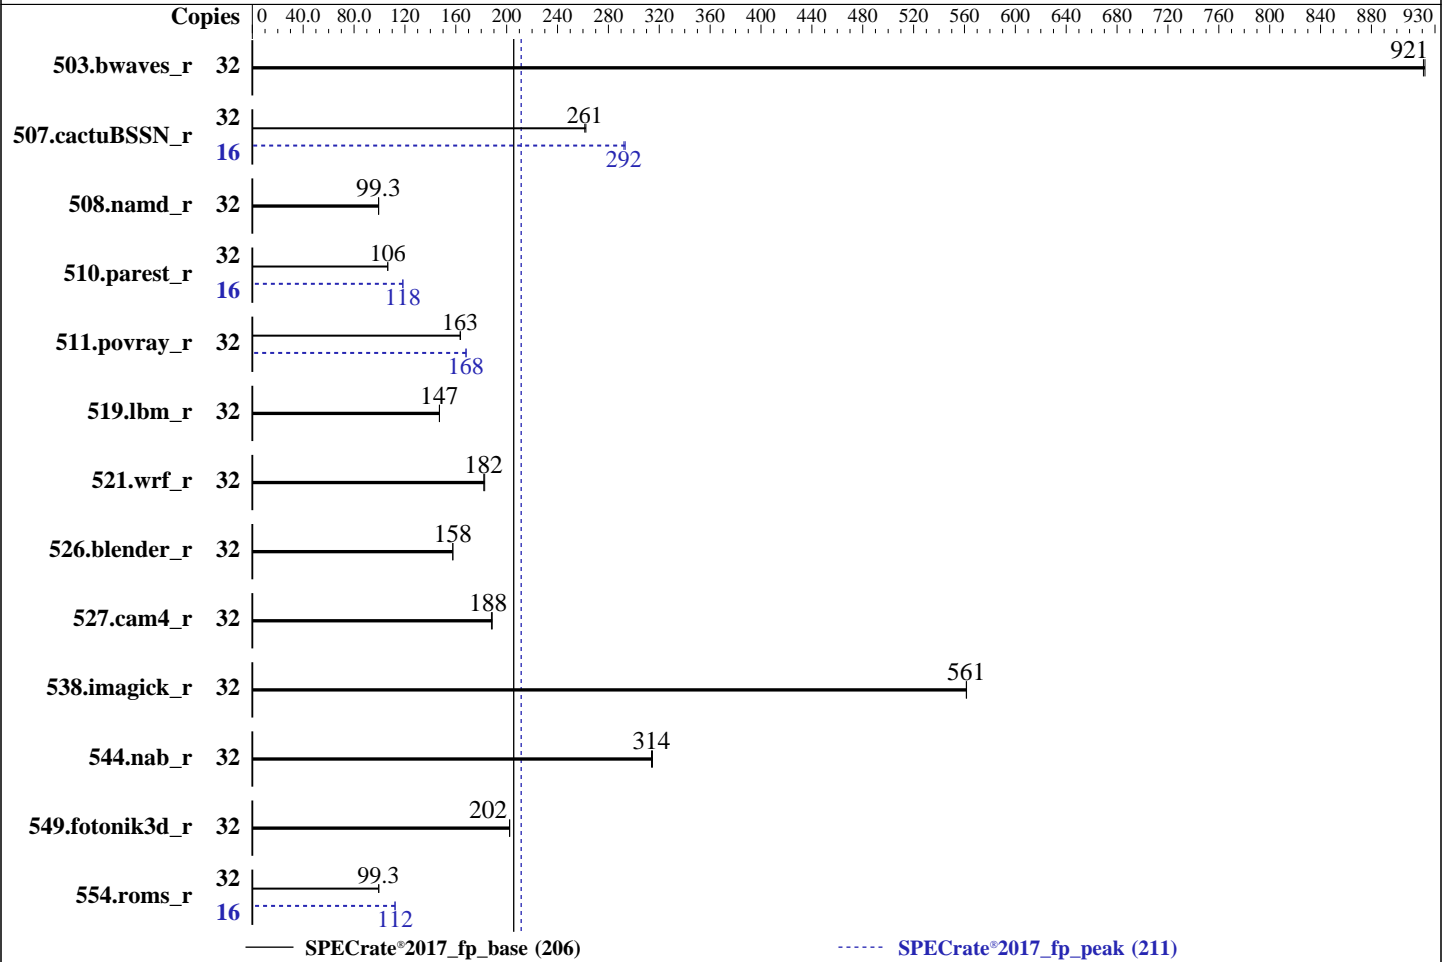 Copies 0 40.0 80.0 120 160 200 240 280 320 360 400 440 480 520 560 600 640 680 720 760 800 840 880 930
503.bwaves_r 32 921
507.cactuBSSN_r 32 261
16 292
508.namd_r 32 99.3
510.parest_r 32 106
16 118
511.povray_r 32 163
168
519.lbm_r 32 147
521.wrf_r 32 182
526.blender_r 32 158
527.cam4_r 32 188
538.imagick_r 32 561
544.nab_r 32 314
549.fotonik3d_r 32 202
554.roms_r 32 99.3
16 112
SPECrate®2017_fp_base (206) SPECrate®2017_fp_peak (211)